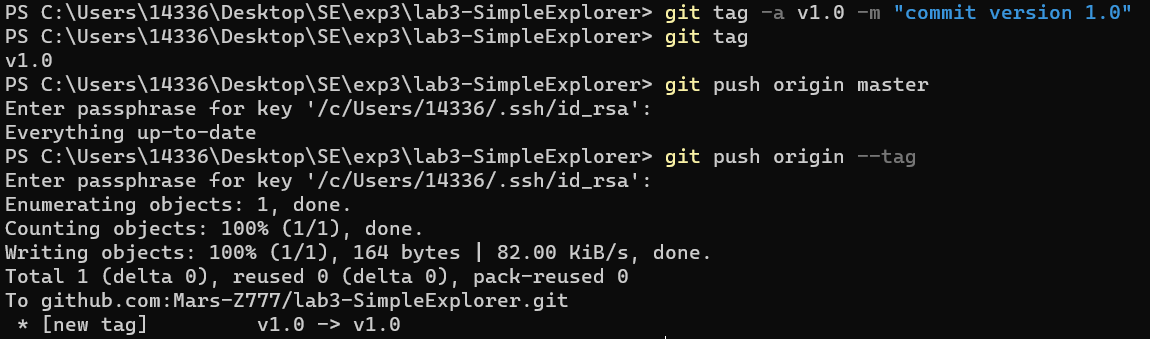 PS C:\Users\14336\Desktop\SE\exp3\lab3-SimpleExplorer> git tag -a v1.0 -m "commit version 1.0"
PS C:\Users\14336\Desktop\SE\exp3\lab3-SimpleExplorer> git tag
v1.0
PS C:\Users\14336\Desktop\SE\exp3\lab3-SimpleExplorer> git push origin master
Enter passphrase for key '/c/Users/14336/.ssh/id_rsa':
Everything up-to-date
PS C:\Users\14336\Desktop\SE\exp3\lab3-SimpleExplorer> git push origin --tag
Enter passphrase for key '/c/Users/14336/.ssh/id_rsa':
Enumerating objects: 1, done.
Counting objects: 100% (1/1), done.
Writing objects: 100% (1/1), 164 bytes | 82.00 KiB/s, done.
Total 1 (delta 0), reused 0 (delta 0), pack-reused 0
To github.com:Mars-Z777/lab3-SimpleExplorer.git
 * [new tag]         v1.0 -> v1.0